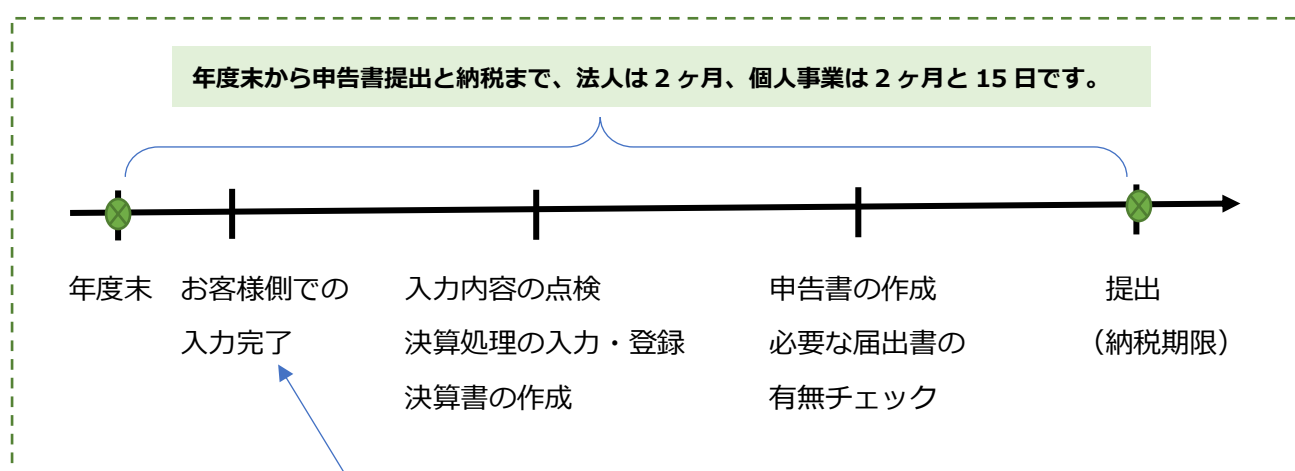 年度末から申告書提出と納税まで、法人は 2 ヶ月、個人事業は 2 ヶ月と 15 日です。
年度末
お客様側での
入力完了
入力内容の点検
決算処理の入力・登録
決算書の作成
申告書の作成
必要な届出書の
有無チェック
提出
（納税期限）